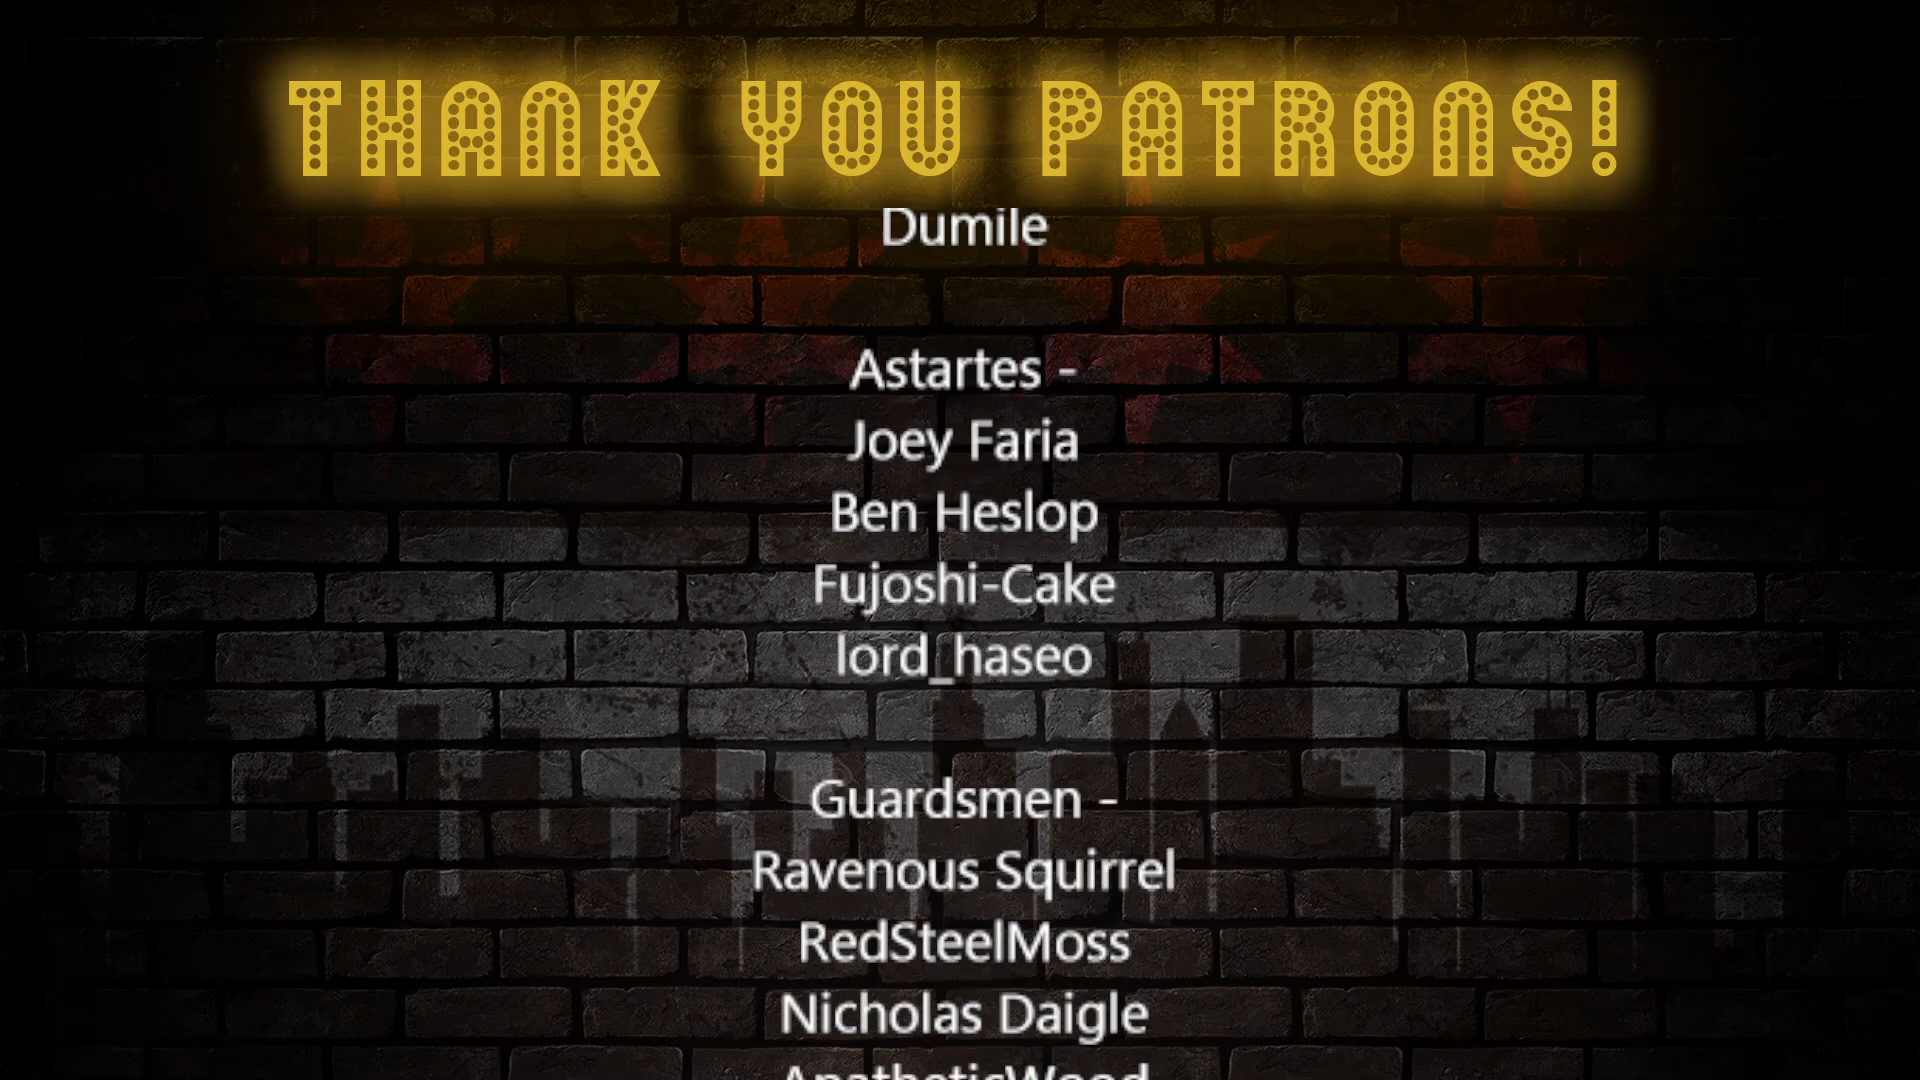 THANK YOU PATRONS!
Dumile
Astartes -
Joey Faria
Ben Heslop
Fujoshi-Cake
lord_haseo
Guardsmen -
Ravenous Squirrel
RedSteelMoss
Nicholas Daigle